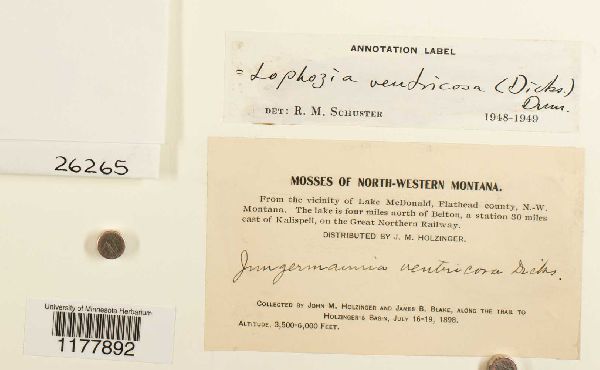 ANNOTATION LABEL
= Lophozia ventricosa (Dicks.)
Dum.
DET: R. M. SCHUSTER 1948-1949
26265
MOSSES OF NORTH-WESTERN MONTANA.
From the vicinity of Lake McDonald, Flathead county, N.-W.
Montana. The lake is four miles north of Belton, a station 30 miles
east of Kalispell, on the Great Northern Railway.
DISTRIBUTED BY J. M. HOLZINGER.
Jungermannia ventricosa Dicks.
COLLECTED BY JOHN M. HOLZINGER AND JAMES B. BLAKE, ALONG THE TRAIL TO
HOLZINGER'S BASIN, JULY 16-19, 1898.
ALTITUDE, 3,500-6,000 FEET.
University of Minnesota Herbarium
1177892